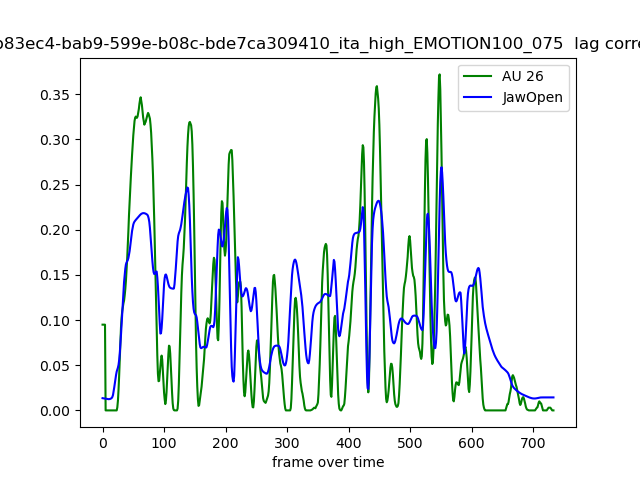 b83ec4-bab9-599e-b08c-bde7ca309410_ita_high_EMOTION100_075 lag corre
AU 26
JawOpen
0.35
0.30
0.25
0.20
0.15
0.10
0.05
0.00
0 100 200 300 400 500 600 700
frame over time